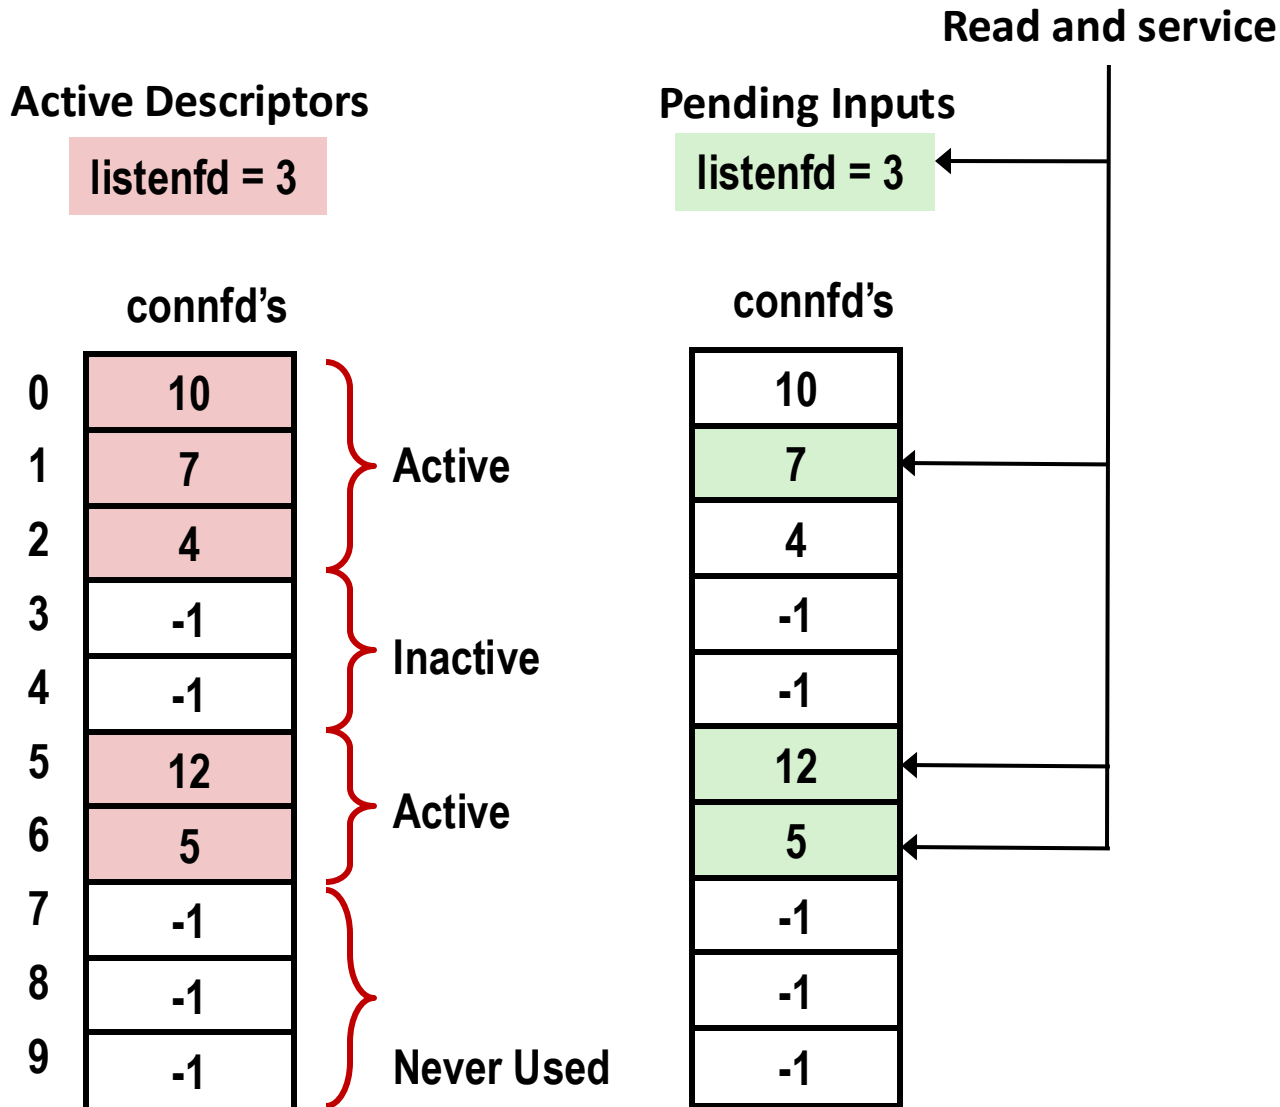 Read and service
Active Descriptors
Pending Inputs
listenfd = 3
listenfd = 3
connfd’s
connfd’s
0 10 10
1 7 Active 7
2 4 4
3 -1 -1
4 -1 Inactive -1
5 12 12
6 5 Active 5
7 -1 -1
8 -1 -1
9 -1 Never Used -1